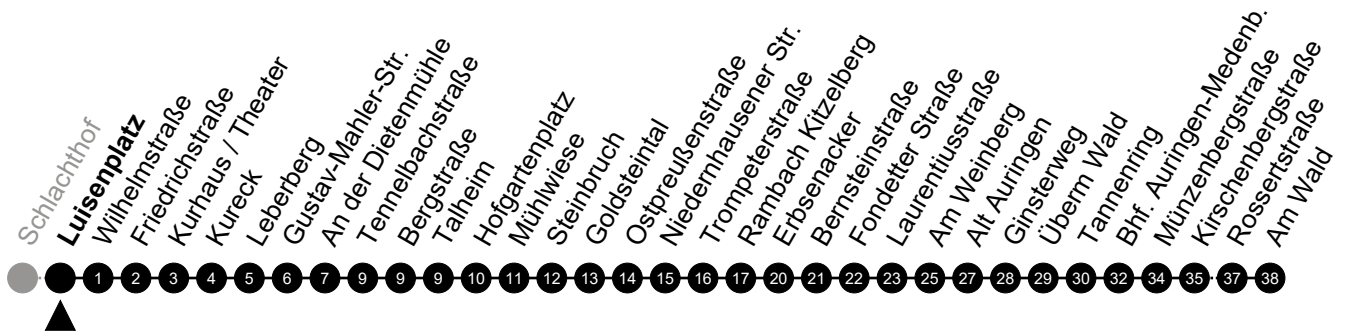 Schlachthof
Luisenplatz
Wilhelmstraße
Friedrichstraße
Kurhaus / Theater
Kureck
Leberberg
Gustav-Mahler-Str.
An der Dietenmühle
Tennelbachstraße
Bergstraße
Talheim
Hofgartenplatz
Mühlwiese
Steinbruch
Goldsteintal
Ostpreußenstraße
Niedernhausener Str.
Trompeterstraße
Rambach Kitzelberg
Erbsenacker
Bernsteinstraße
Fondetter Straße
Laurentiusstraße
Am Weinberg
Alt Auringen
Ginsterweg
Überm Wald
Tannenring
Bhf. Auringen-Medenb.
Münzenbergstraße
Kirschenbergstraße
Rossertstraße
Am Wald
1 2 3 4 5 6 7 9 9 9 10 11 12 13 14 15 16 17 20 21 22 23 25 27 28 29 30 32 34 35 37 38